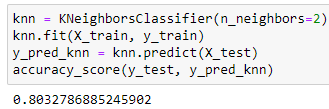 knn = KNeighborsClassifier(n_neighbors=2)
knn.fit(X_train, y_train)
y_pred_knn = knn.predict(X_test)
accuracy_score(y_test, y_pred_knn)
0.8032786885245902